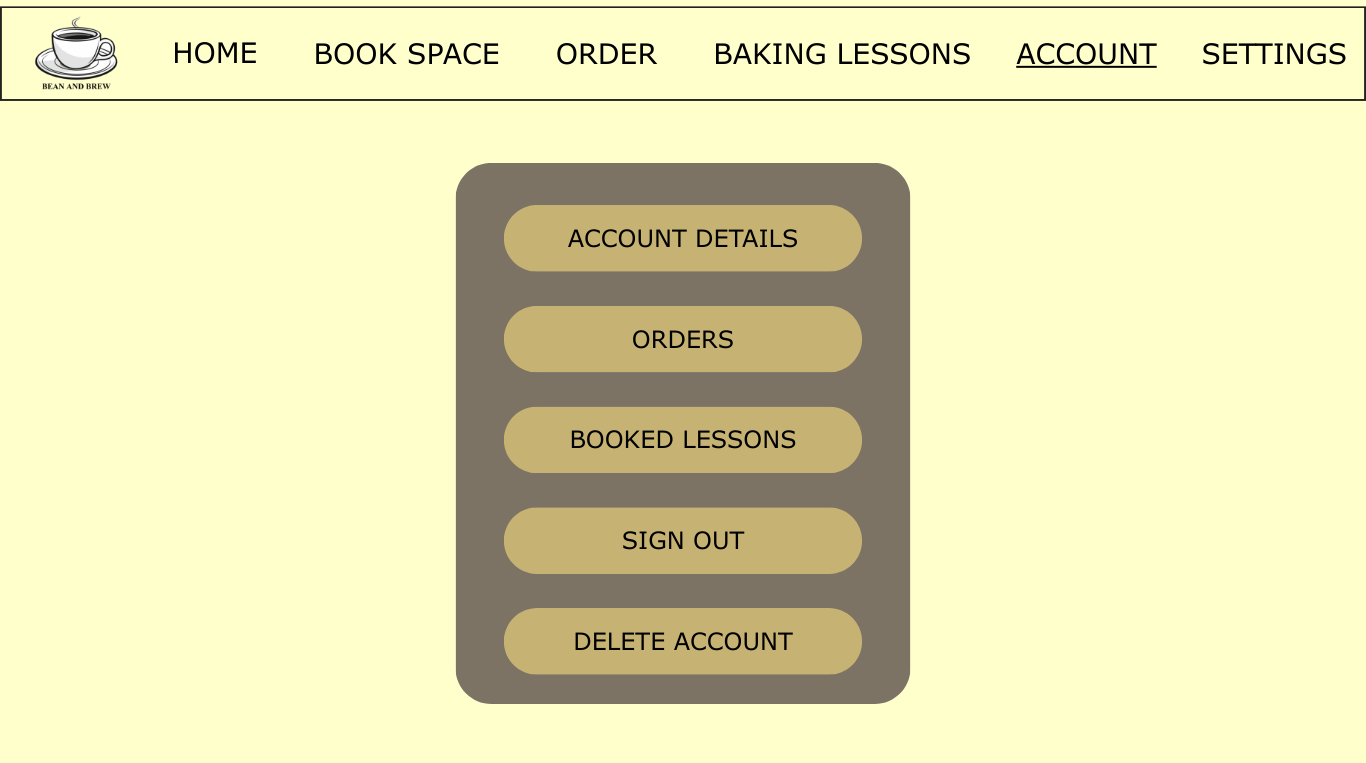 BEAN AND BREW
HOME
BOOK SPACE
ORDER
BAKING LESSONS
ACCOUNT
SETTINGS
ACCOUNT DETAILS
ORDERS
BOOKED LESSONS
SIGN OUT
DELETE ACCOUNT